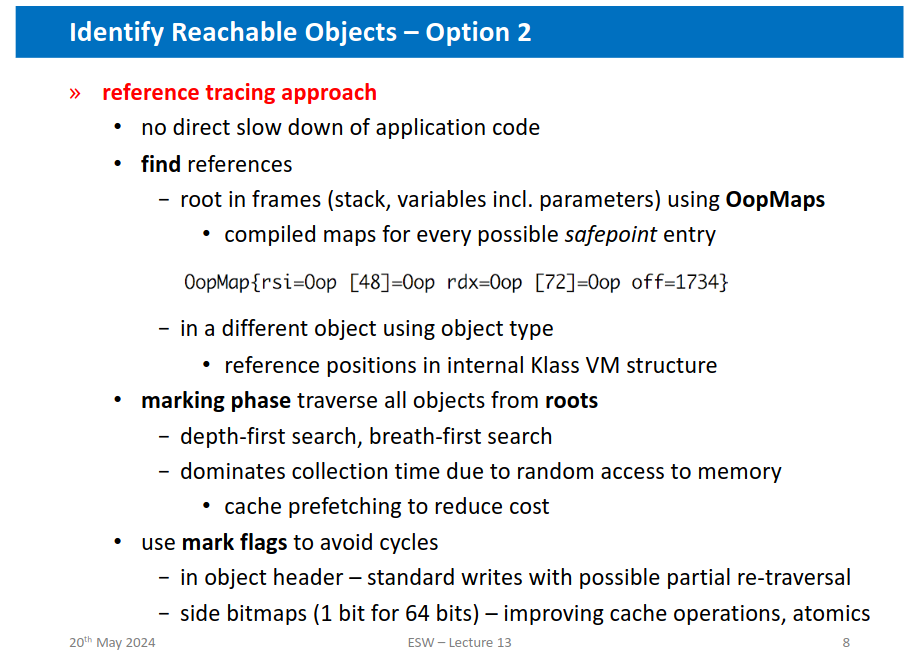 Identify Reachable Objects – Option 2
» reference tracing approach
• no direct slow down of application code
• find references
– root in frames (stack, variables incl. parameters) using OopMaps
• compiled maps for every possible safepoint entry
OopMap{rsi=Oop [48]=Oop rdx=Oop [72]=Oop off=1734}
– in a different object using object type
• reference positions in internal Klass VM structure
• marking phase traverse all objects from roots
– depth-first search, breath-first search
– dominates collection time due to random access to memory
• cache prefetching to reduce cost
• use mark flags to avoid cycles
– in object header – standard writes with possible partial re-traversal
– side bitmaps (1 bit for 64 bits) – improving cache operations, atomics
20th May 2024 ESW – Lecture 13 8